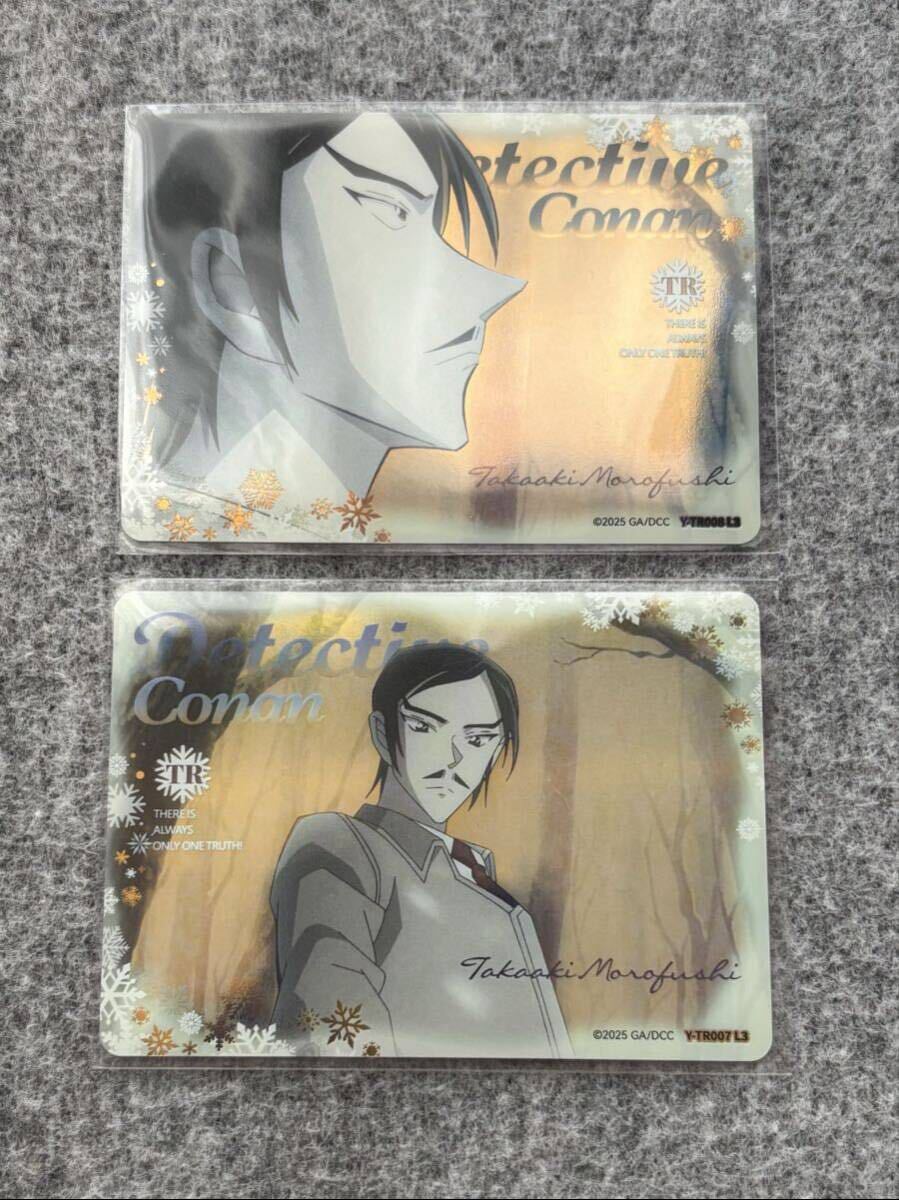 Detective
Conan
TR
THERE IS
ALWAYS
ONLY ONE TRUTH!
Takaaki Morofushi
©2025 GA/DCC Y-TR008 L3
Detective
Conan
TR
THERE IS
ALWAYS
ONLY ONE TRUTH!
Takaaki Morofushi
©2025 GA/DCC Y-TR007 L3